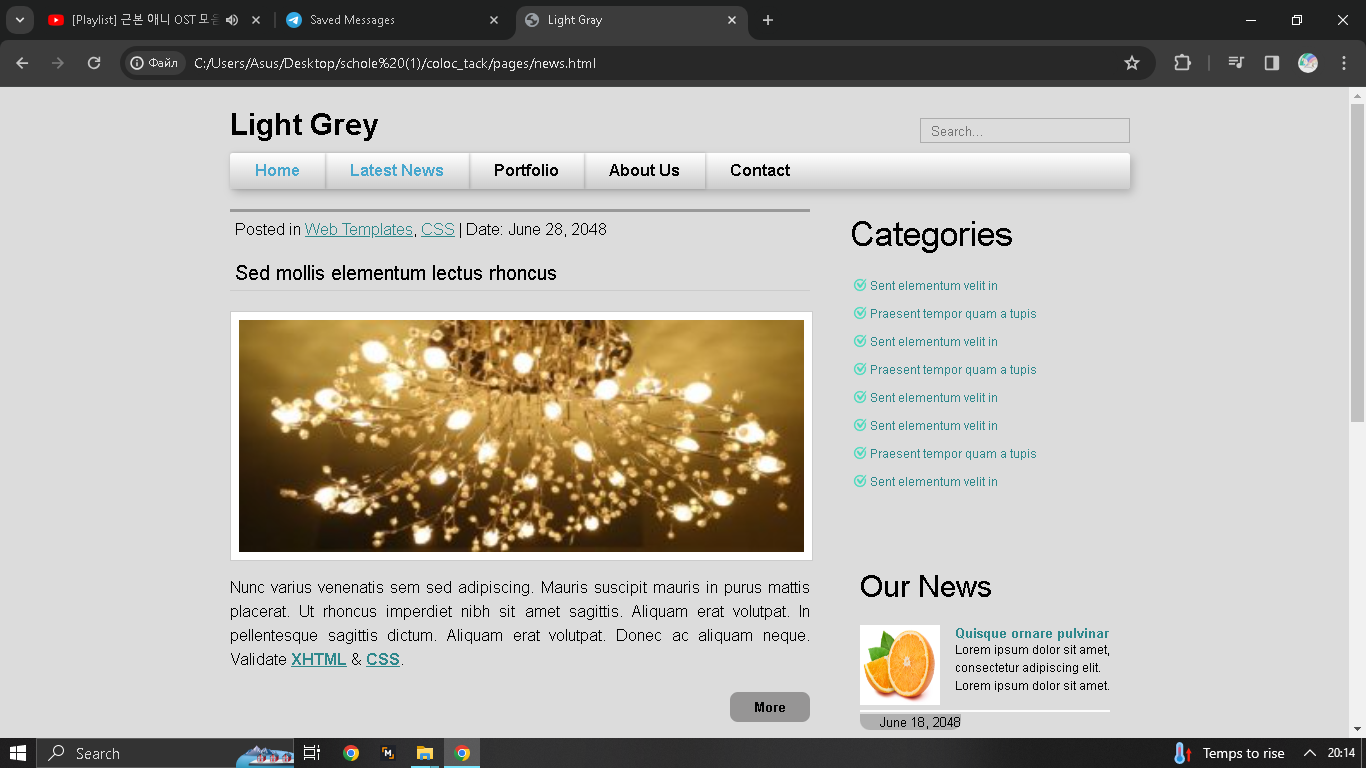 [Playlist] 근본 애니 OST 모음
Saved Messages
Light Gray
Файл
C:/Users/Asus/Desktop/schole%20(1)/coloc_tack/pages/news.html
Light Grey
Search...
Home
Latest News
Portfolio
About Us
Contact
Posted in Web Templates, CSS | Date: June 28, 2048
Sed mollis elementum lectus rhoncus
Nunc varius venenatis sem sed adipiscing. Mauris suscipit mauris in purus mattis
placerat. Ut rhoncus imperdiet nibh sit amet sagittis. Aliquam erat volutpat. In
pellentesque sagittis dictum. Aliquam erat volutpat. Donec ac aliquam neque.
Validate XHTML & CSS.
More
Categories
Sent elementum velit in
Praesent tempor quam a tupis
Sent elementum velit in
Praesent tempor quam a tupis
Sent elementum velit in
Sent elementum velit in
Praesent tempor quam a tupis
Sent elementum velit in
Our News
Quisque ornare pulvinar
Lorem ipsum dolor sit amet,
consectetur adipiscing elit.
Lorem ipsum dolor sit amet.
June 18, 2048
Search
Temps to rise
20:14